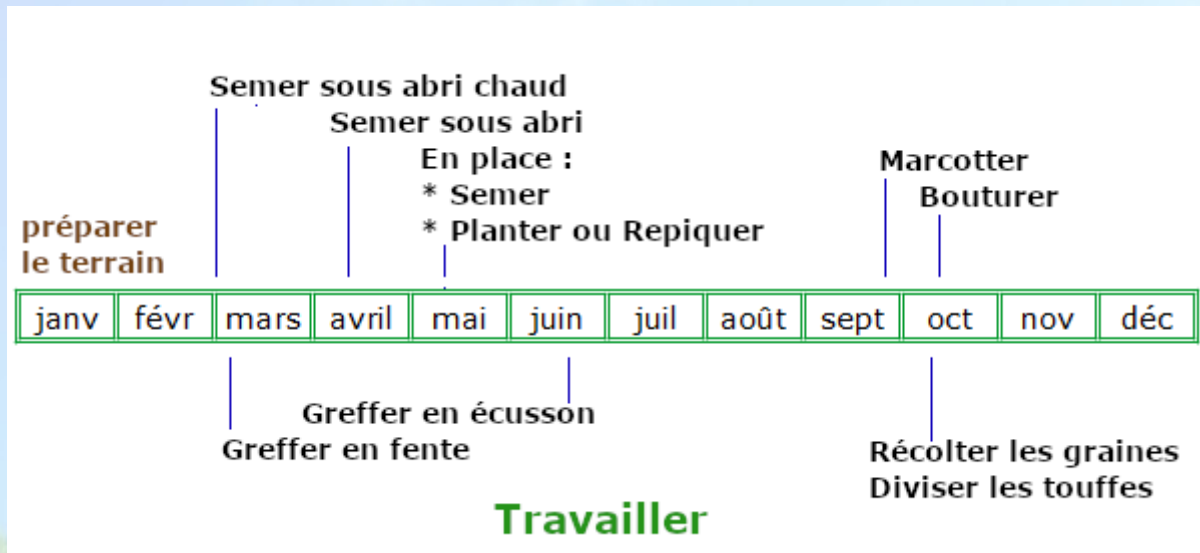 Semer sous abri chaud
Semer sous abri
En place :
* Semer
* Planter ou Repiquer
Marcotter
Bouturer
préparer
le terrain
janv févr mars avril mai juin juil août sept oct nov déc
Greffer en écusson
Greffer en fente
Récolter les graines
Diviser les touffes
Travailler